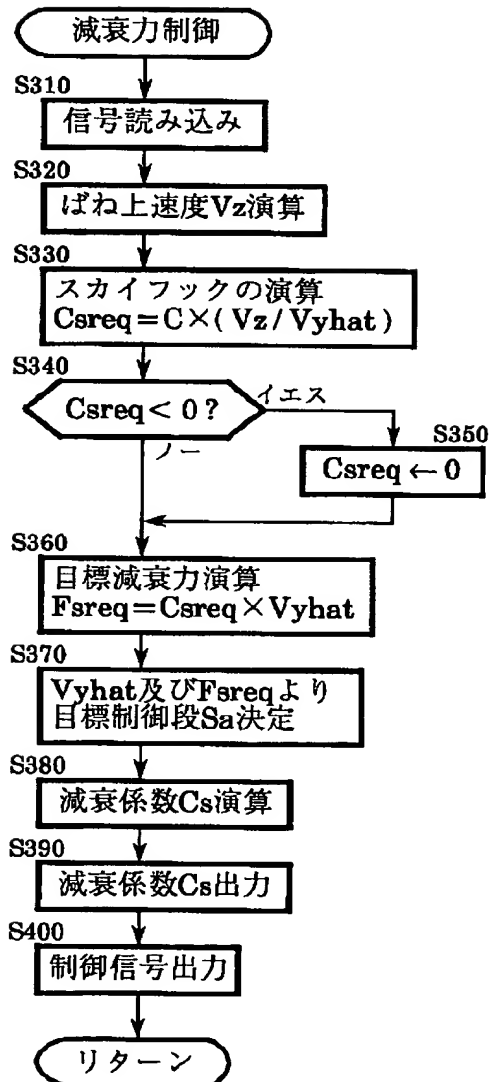 減衰力制御
S310
信号読み込み
S320
ばね上速度Vz演算
S330
スカイフックの演算
Csreq=C×(Vz/Vyhat)
S340
Csreq<0?
イエス
ノー
S350
Csreq←0
S360
目標減衰力演算
Fsreq=Csreq×Vyhat
S370
Vyhat及びFsreqより
目標制御段Sa決定
S380
減衰係数Cs演算
S390
減衰係数Cs出力
S400
制御信号出力
リターン